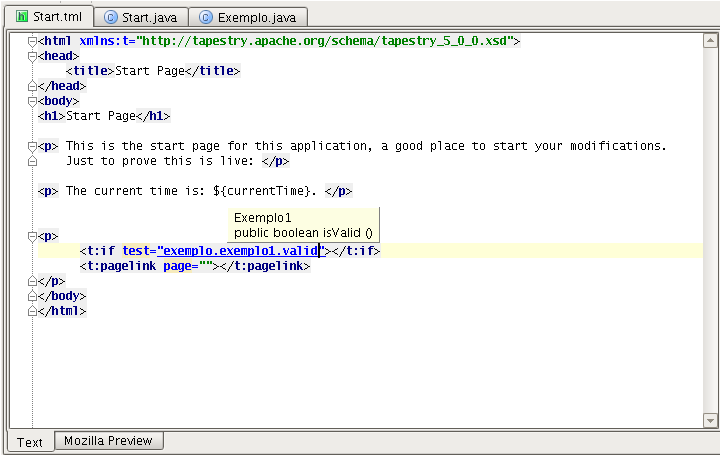 Start.tml Start.java Exemplo.java
<html xmlns:t="http://tapestry.apache.org/schema/tapestry_5_0_0.xsd">
<head>
<title>Start Page</title>
</head>
<body>
<h1>Start Page</h1>
<p> This is the start page for this application, a good place to start your modifications.
Just to prove this is live: </p>
<p> The current time is: ${currentTime}. </p>
Exemplo1
public boolean isValid ()
<p>
<t:if test="exemplo.exemplo1.valid"></t:if>
<t:pagelink page=""></t:pagelink>
</p>
</body>
</html>
Text Mozilla Preview